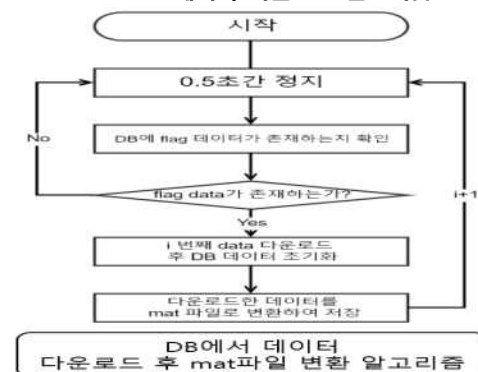 시작
0.5초간 정지
No
DB에 flag 데이터가 존재하는지 확인
flag data가 존재하는가?
i+1
Yes
i 번째 data 다운로드
후 DB 데이터 초기화
다운로드한 데이터를
mat 파일로 변환하여 저장
DB에서 데이터
다운로드 후 mat파일 변환 알고리즘